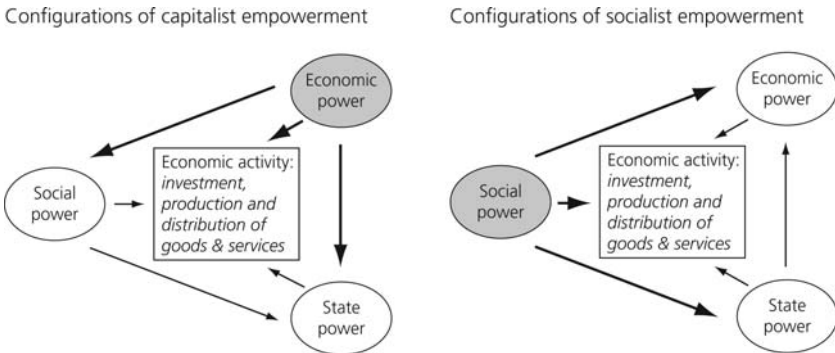 Configurations of capitalist empowerment
Economic
power
Economic activity:
investment,
production and
distribution of
goods & services
Social
power
State
power
Configurations of socialist empowerment
Economic
power
Economic activity:
investment,
production and
distribution of
goods & services
Social
power
State
power